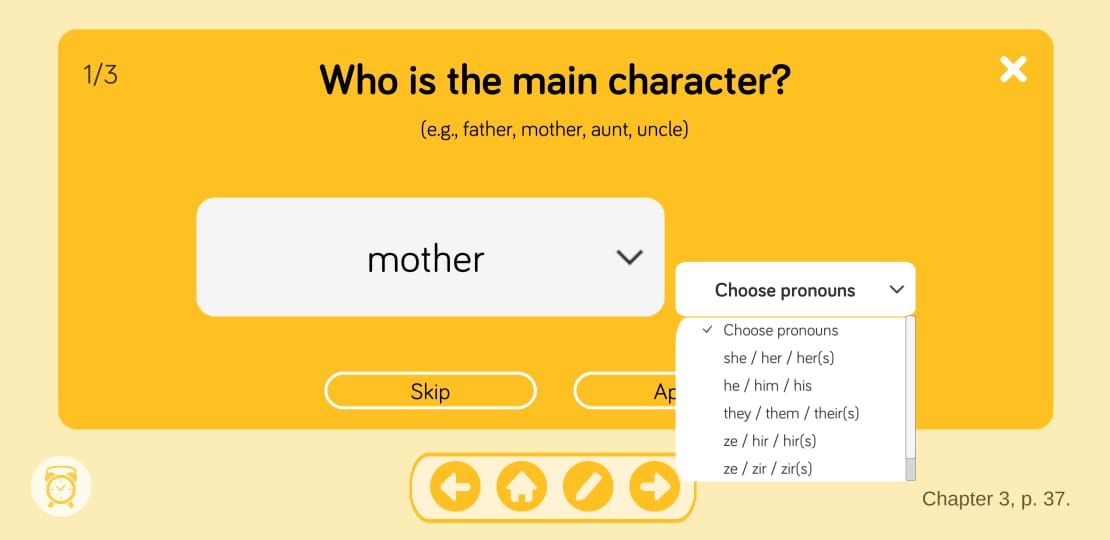 1/3
Who is the main character?
(e.g., father, mother, aunt, uncle)
mother
Choose pronouns
Choose pronouns
she / her / her(s)
he / him / his
they / them / their(s)
ze / hir / hir(s)
ze / zir / zir(s)
Skip
Ap
Chapter 3, p. 37.